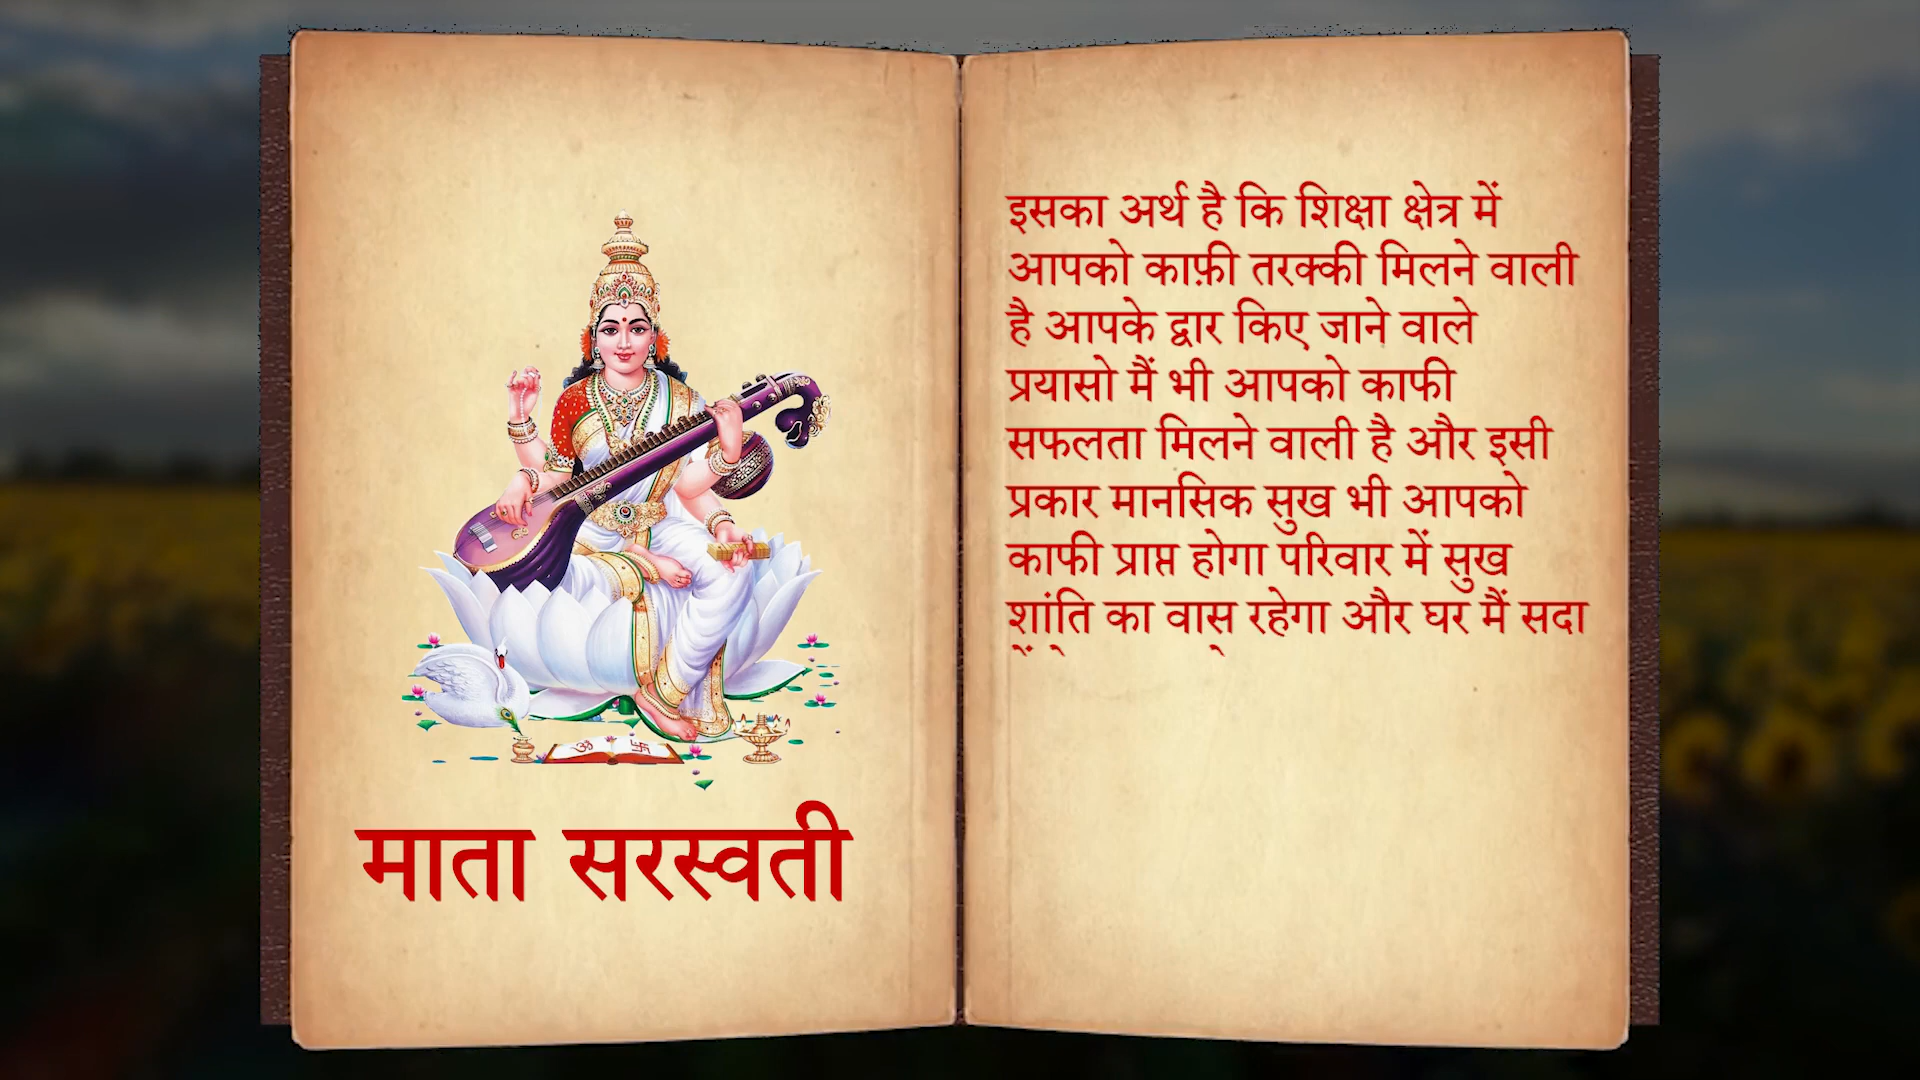 माता सरस्वती
इसका अर्थ है कि शिक्षा क्षेत्र में
आपको काफ़ी तरक्की मिलने वाली
है आपके द्वार किए जाने वाले
प्रयासो मैं भी आपको काफी
सफलता मिलने वाली है और इसी
प्रकार मानसिक सुख भी आपको
काफी प्राप्त होगा परिवार में सुख
शांति का वास रहेगा और घर मैं सदा